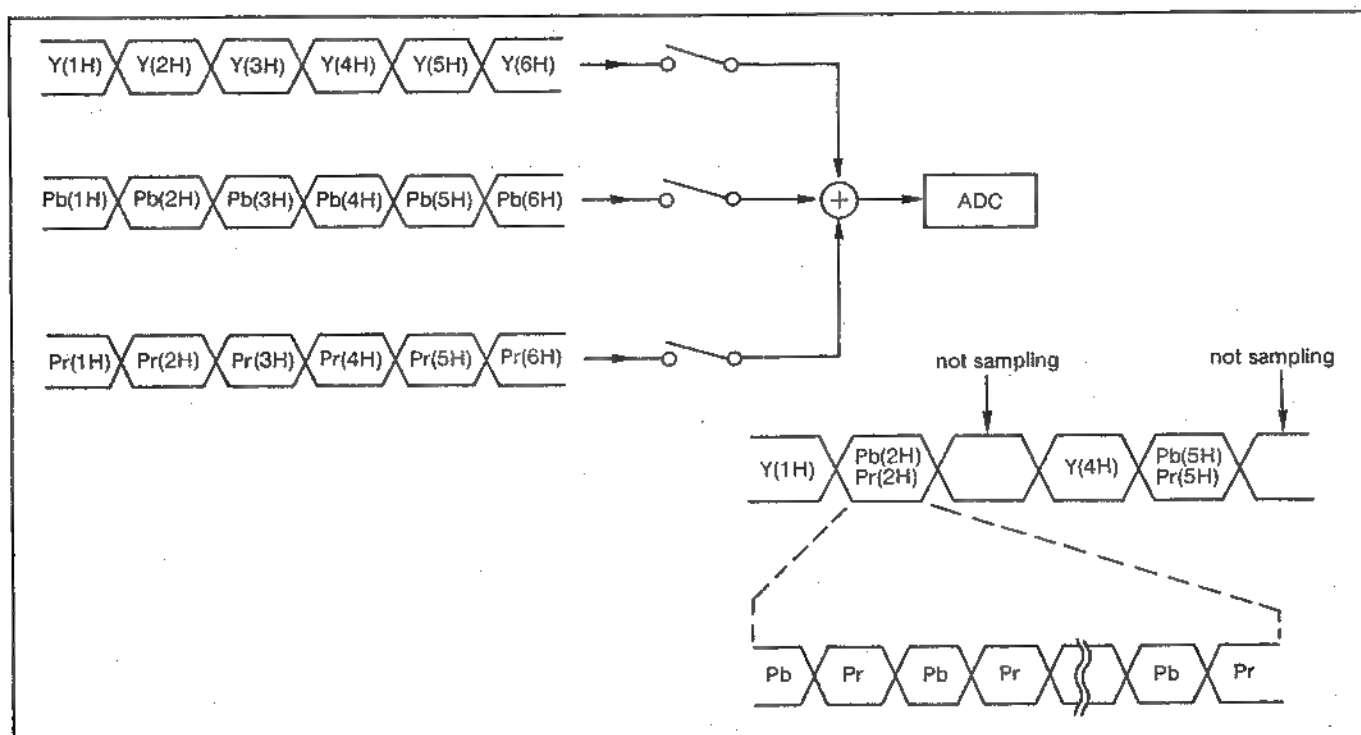 Y(1H) Y(2H) Y(3H) Y(4H) Y(5H) Y(6H)
Pb(1H) Pb(2H) Pb(3H) Pb(4H) Pb(5H) Pb(6H)
ADC
Pr(1H) Pr(2H) Pr(3H) Pr(4H) Pr(5H) Pr(6H)
not sampling
not sampling
Y(1H)
Pb(2H)
Pr(2H)
Y(4H)
Pb(5H)
Pr(5H)
Pb Pr Pb Pr Pb Pr